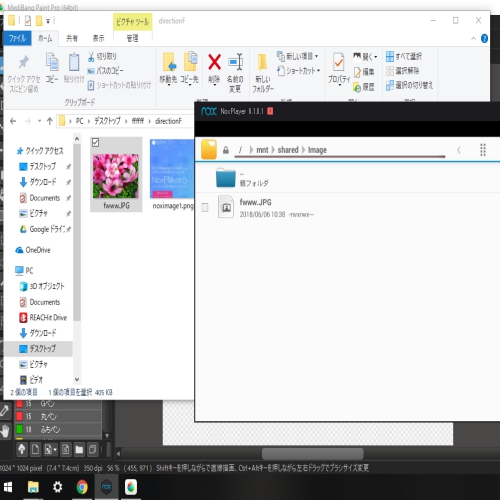 MediBang Paint Pro (64bit)
ピクチャ ツール
directionF
ファイル ホーム 共有 表示 管理
クイック アクセスにピン留め
コピー
貼り付け
切り取り
パスのコピー
ショートカットの貼り付け
クリップボード
移動先 コピー先 削除 名前の変更
新しいフォルダー
新しい項目
ショートカット
プロパティ
開く
編集
履歴
すべて選択
選択解除
選択の切り替え
PC デスクトップ ffffff directionF
クイック アクセス
デスクトップ
ダウンロード
Documents
ピクチャ
Google ドライ
OneDrive
PC
3D オブジェクト
Documents
REACHit Drive
ダウンロード
デスクトップ
ピクチャ
ビデオ
fwww.JPG
noximage1.png
NoxPlayer
2 個の項目 1 個の項目を選択 405 KB
nox NoxPlayer 6.1.0.1
/ mnt shared Image
..
親フォルダ
fwww.JPG
2018/06/06 10:38 -rwxrwx---
15 Gペン
15 丸ペン
10 ふちペン
1024 * 1024 pixel (7.4 * 7.4cm) 350 dpi 56 % ( 455, 971 ) Shiftキーを押しながらで直線描画、Ctrl+Altキーを押しながら左右ドラッグでブラシサイズ変更
nox